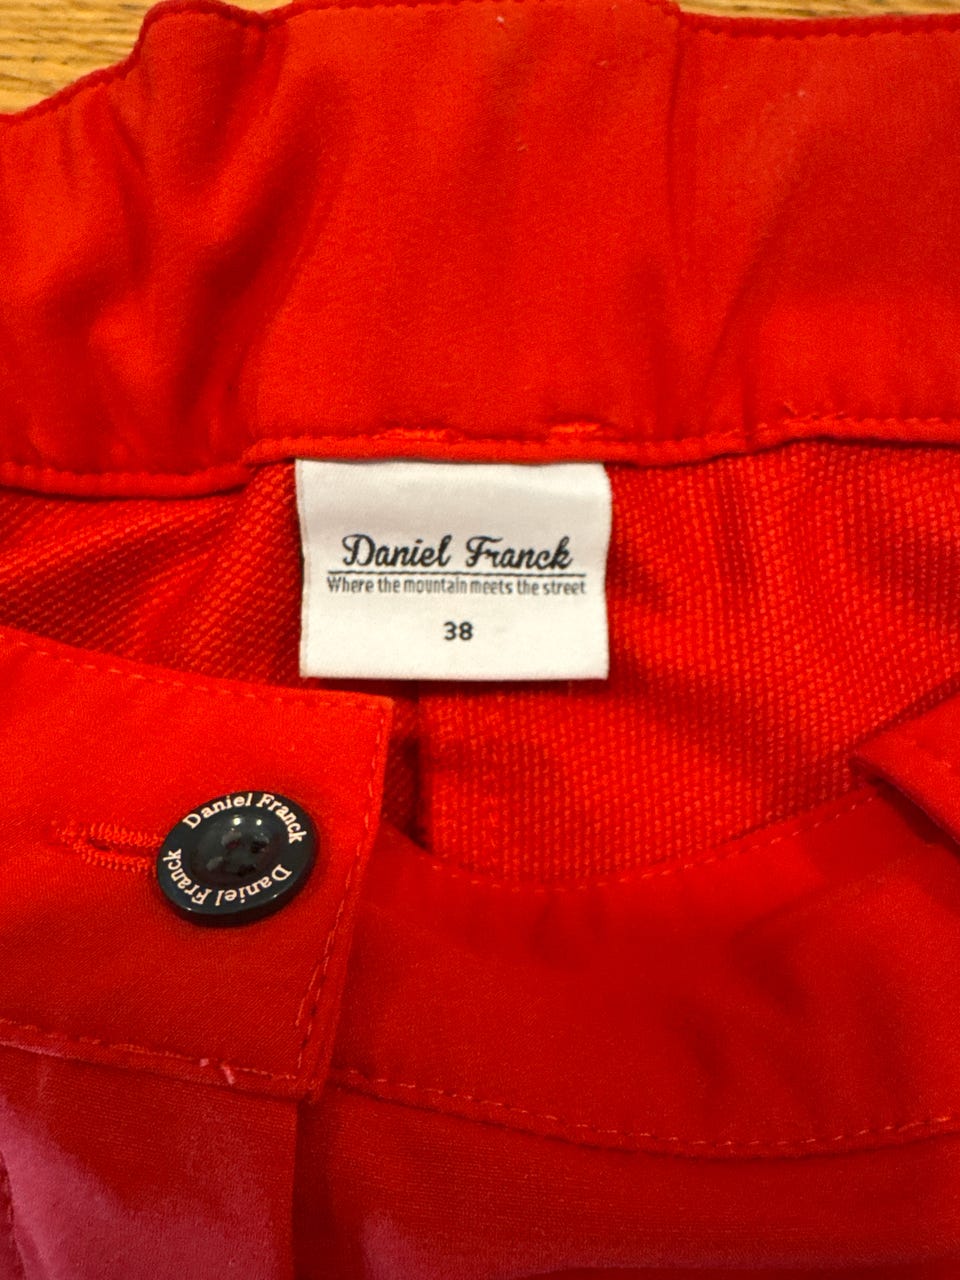 Daniel Franck
Where the mountain meets the street
38
Daniel Franck
Daniel Franck